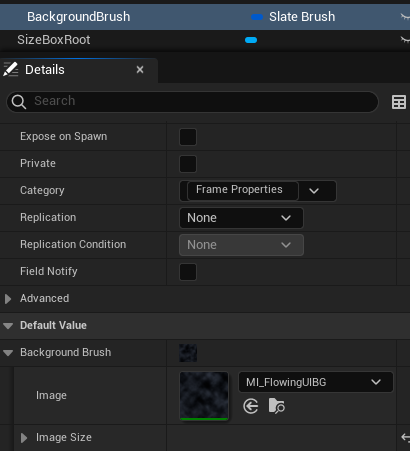 BackgroundBrush Slate Brush
SizeBoxRoot
Details
Search
Expose on Spawn
Private
Category Frame Properties
Replication None
Replication Condition None
Field Notify
Advanced
Default Value
Background Brush
Image MI_FlowingUIBG
Image Size